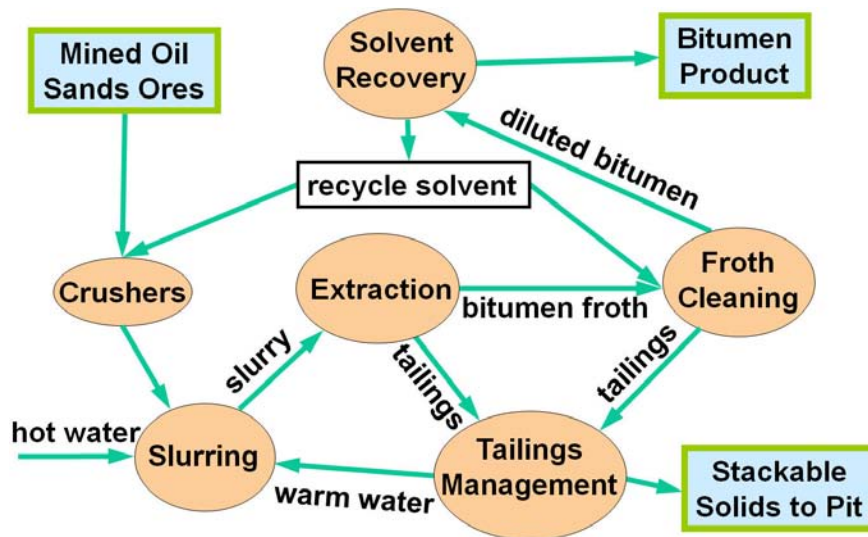 Mined Oil
Sands Ores
Solvent
Recovery
Bitumen
Product
diluted bitumen
recycle solvent
Crushers
Extraction
bitumen froth
Froth
Cleaning
slurry
tailings
tailings
hot water
Slurring
warm water
Tailings
Management
Stackable
Solids to Pit